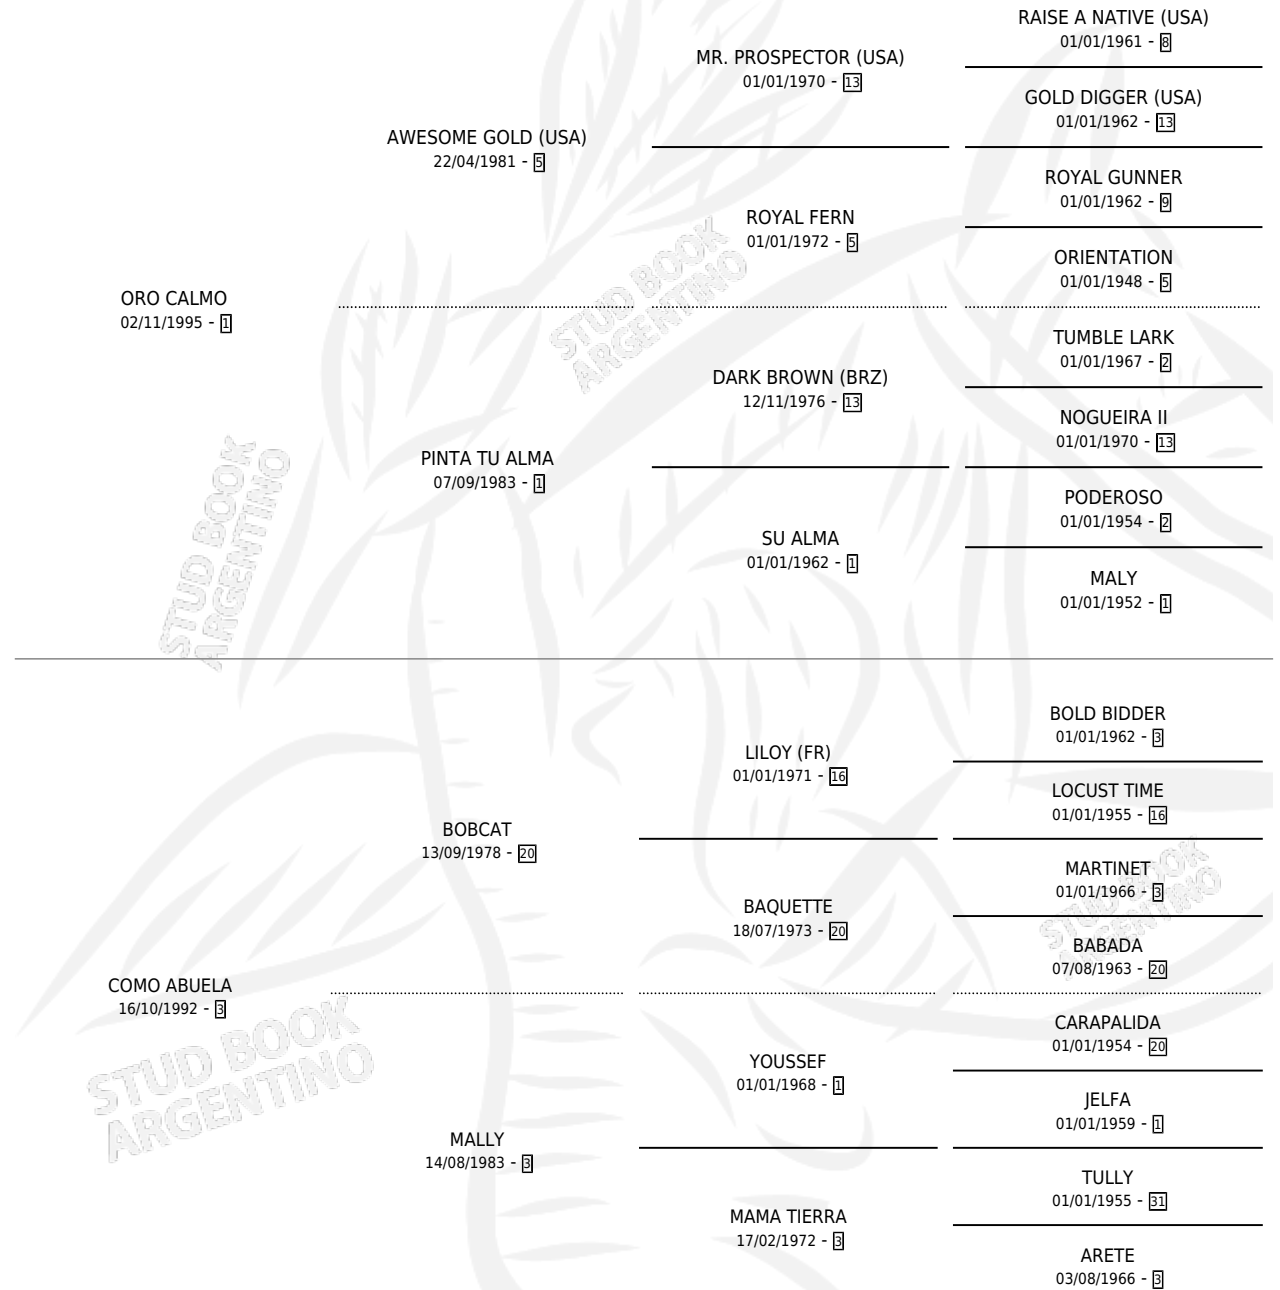 RAISE A NATIVE (USA)
01/01/1961 - 8
MR. PROSPECTOR (USA)
01/01/1970 - 13
GOLD DIGGER (USA)
01/01/1962 - 13
AWESOME GOLD (USA)
22/04/1981 - 5
ROYAL GUNNER
01/01/1962 - 9
ROYAL FERN
01/01/1972 - 5
ORIENTATION
01/01/1948 - 5
ORO CALMO
02/11/1995 - 1
TUMBLE LARK
01/01/1967 - 2
DARK BROWN (BRZ)
12/11/1976 - 13
NOGUEIRA II
01/01/1970 - 13
PINTA TU ALMA
07/09/1983 - 1
PODEROSO
01/01/1954 - 2
SU ALMA
01/01/1962 - 1
MALY
01/01/1952 - 1
BOLD BIDDER
01/01/1962 - 3
LILOY (FR)
01/01/1971 - 16
LOCUST TIME
01/01/1955 - 16
BOBCAT
13/09/1978 - 20
MARTINET
01/01/1966 - 3
BAQUETTE
18/07/1973 - 20
BABADA
07/08/1963 - 20
COMO ABUELA
16/10/1992 - 3
CARAPALIDA
01/01/1954 - 20
YOUSSEF
01/01/1968 - 1
JELFA
01/01/1959 - 1
MALLY
14/08/1983 - 3
TULLY
01/01/1955 - 31
MAMA TIERRA
17/02/1972 - 3
ARETE
03/08/1966 - 3
STUD BOOK
ARGENTINO
STUD BOOK
ARGENTINO
STUD BOOK
ARGENTINO
STUD BOOK
ARGENTINO